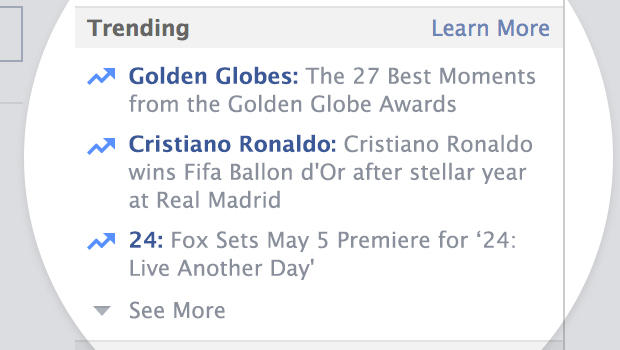 Trending Learn More
Golden Globes: The 27 Best Moments
from the Golden Globe Awards
Cristiano Ronaldo: Cristiano Ronaldo
wins Fifa Ballon d'Or after stellar year
at Real Madrid
24: Fox Sets May 5 Premiere for ‘24:
Live Another Day'
See More